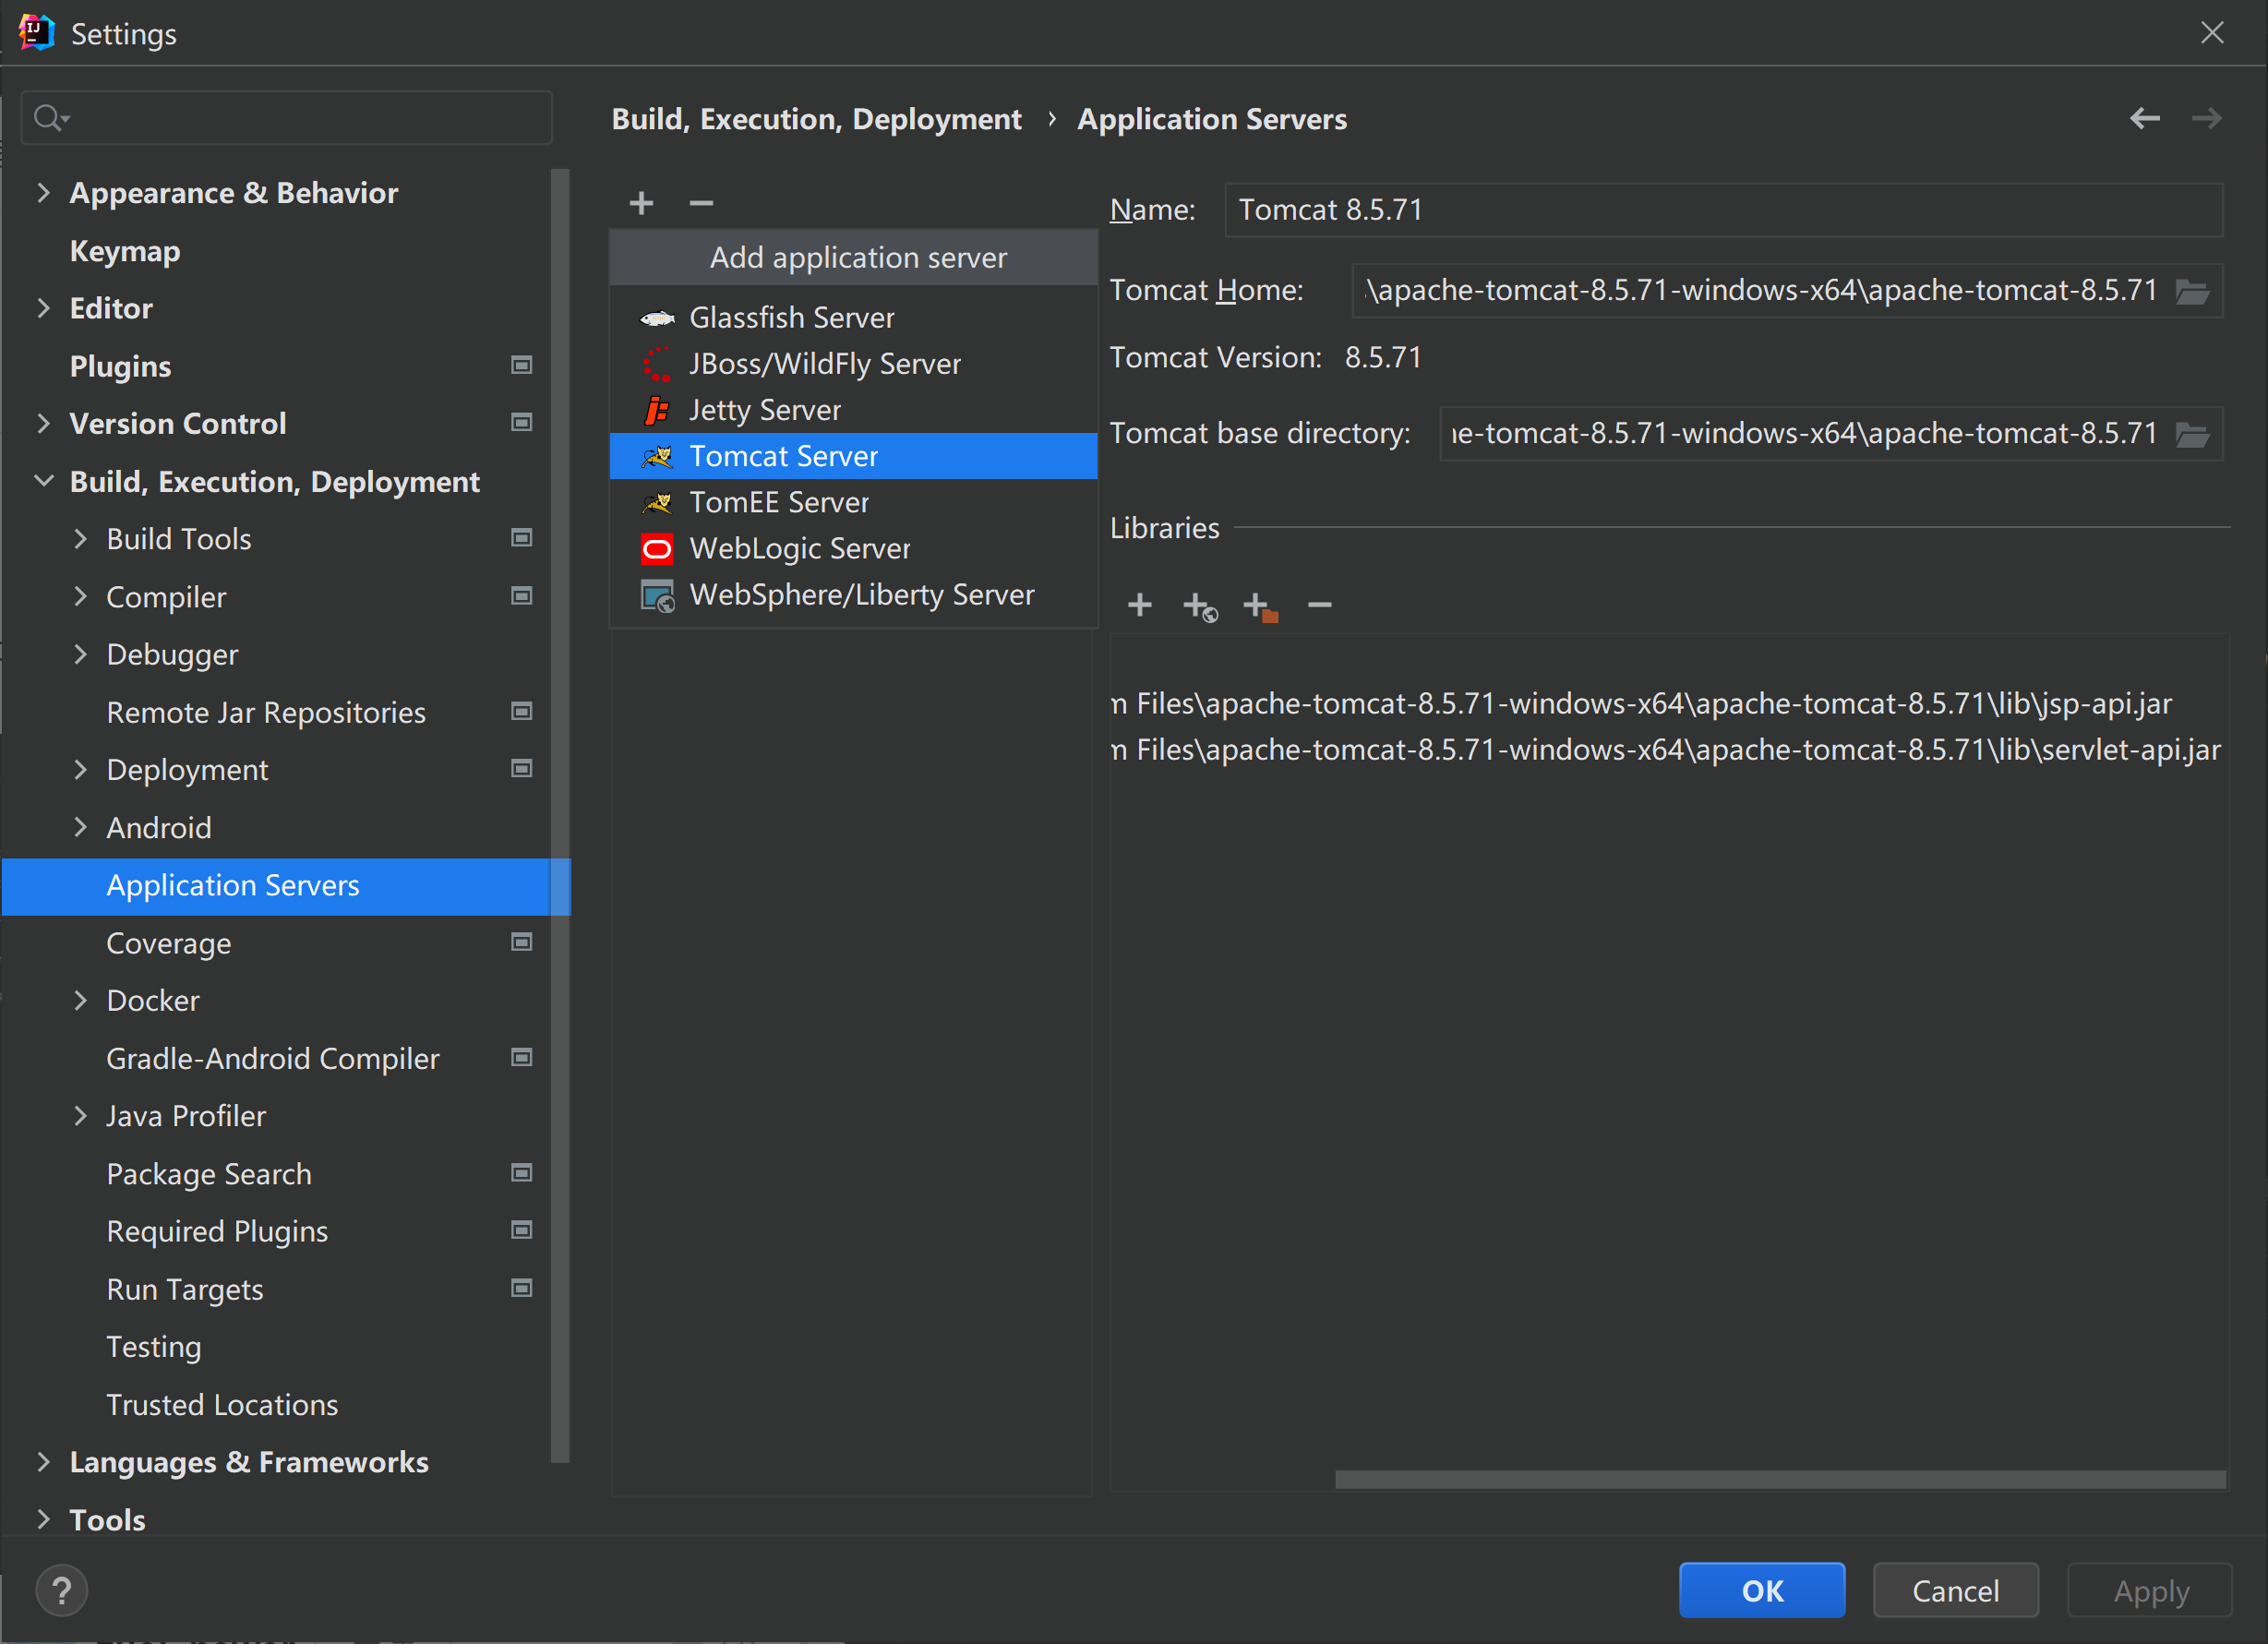 Settings
Appearance & Behavior
Keymap
Editor
Plugins
Version Control
Build, Execution, Deployment
Build Tools
Compiler
Debugger
Remote Jar Repositories
Deployment
Android
Application Servers
Coverage
Docker
Gradle-Android Compiler
Java Profiler
Package Search
Required Plugins
Run Targets
Testing
Trusted Locations
Languages & Frameworks
Tools
Build, Execution, Deployment › Application Servers
Add application server
Glassfish Server
JBoss/WildFly Server
Jetty Server
Tomcat Server
TomEE Server
WebLogic Server
WebSphere/Liberty Server
Name: Tomcat 8.5.71
Tomcat Home: \apache-tomcat-8.5.71-windows-x64\apache-tomcat-8.5.71
Tomcat Version: 8.5.71
Tomcat base directory: e-tomcat-8.5.71-windows-x64\apache-tomcat-8.5.71
Libraries
m Files\apache-tomcat-8.5.71-windows-x64\apache-tomcat-8.5.71\lib\jsp-api.jar
m Files\apache-tomcat-8.5.71-windows-x64\apache-tomcat-8.5.71\lib\servlet-api.jar
?
OK
Cancel
Apply